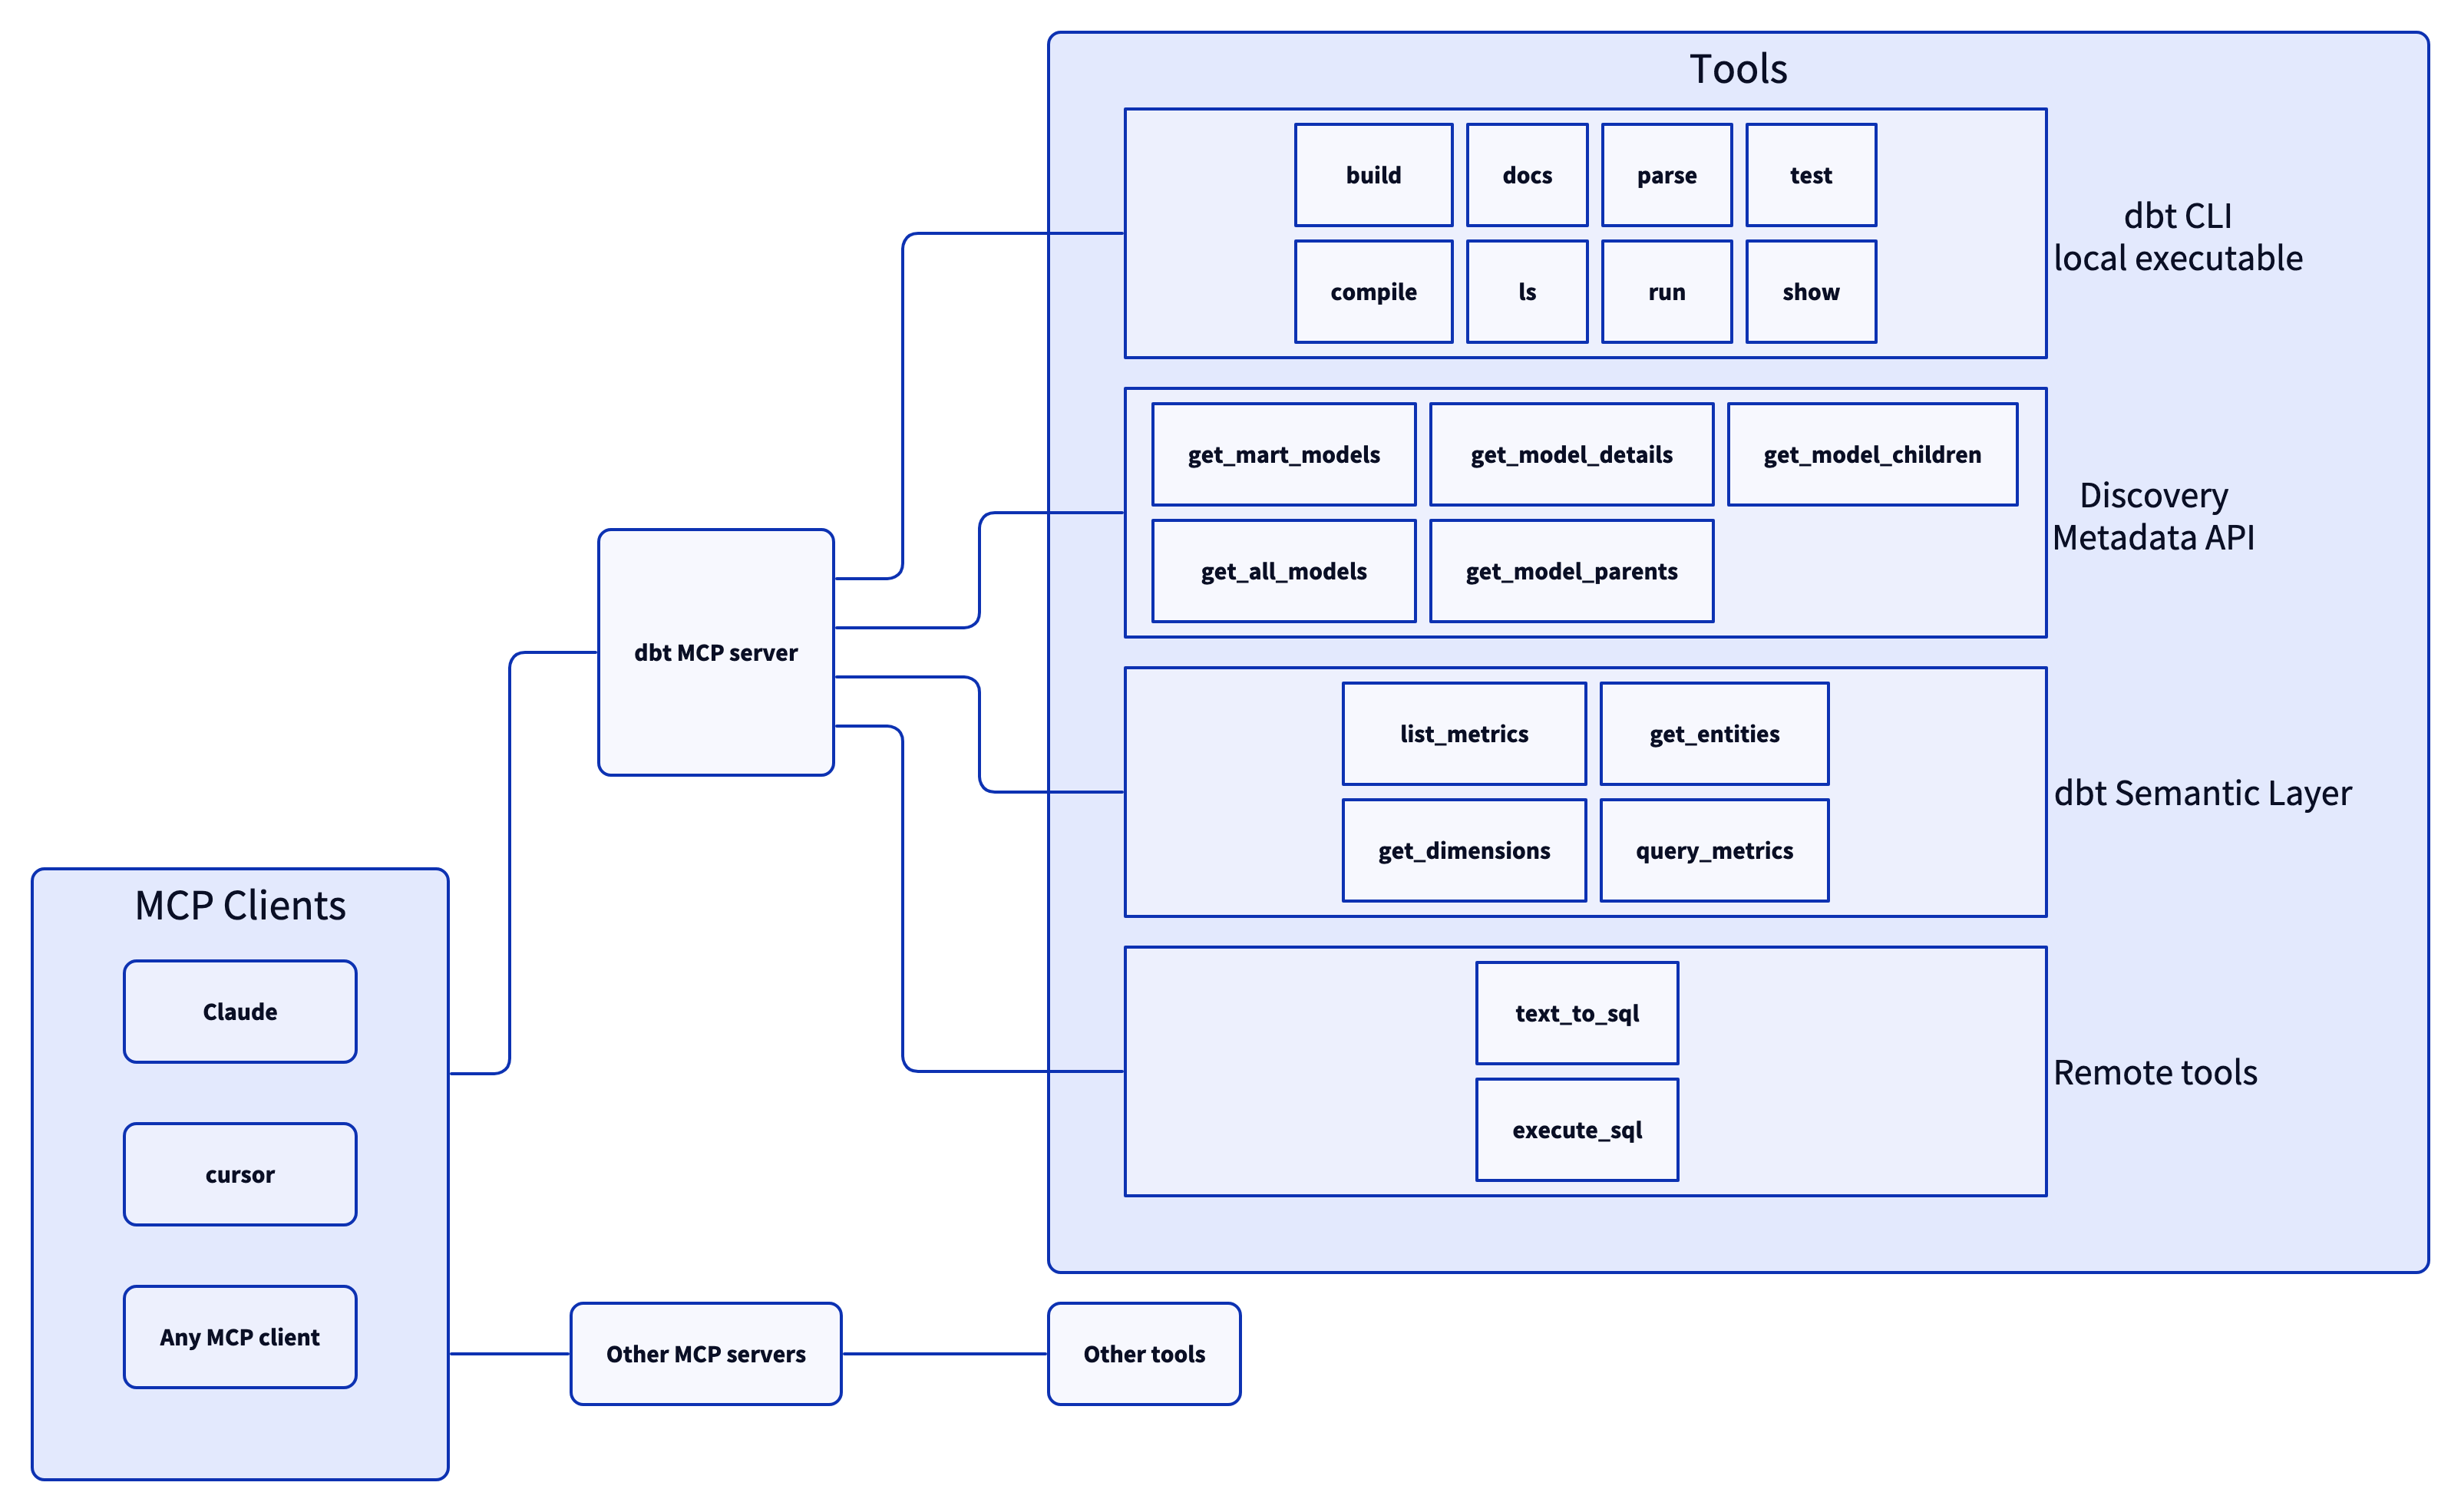 Tools
build
docs
parse
test
compile
ls
run
show
dbt CLI
local executable
get_mart_models
get_model_details
get_model_children
get_all_models
get_model_parents
Discovery
Metadata API
dbt MCP server
list_metrics
get_entities
get_dimensions
query_metrics
dbt Semantic Layer
MCP Clients
Claude
cursor
Any MCP client
text_to_sql
execute_sql
Remote tools
Other MCP servers
Other tools